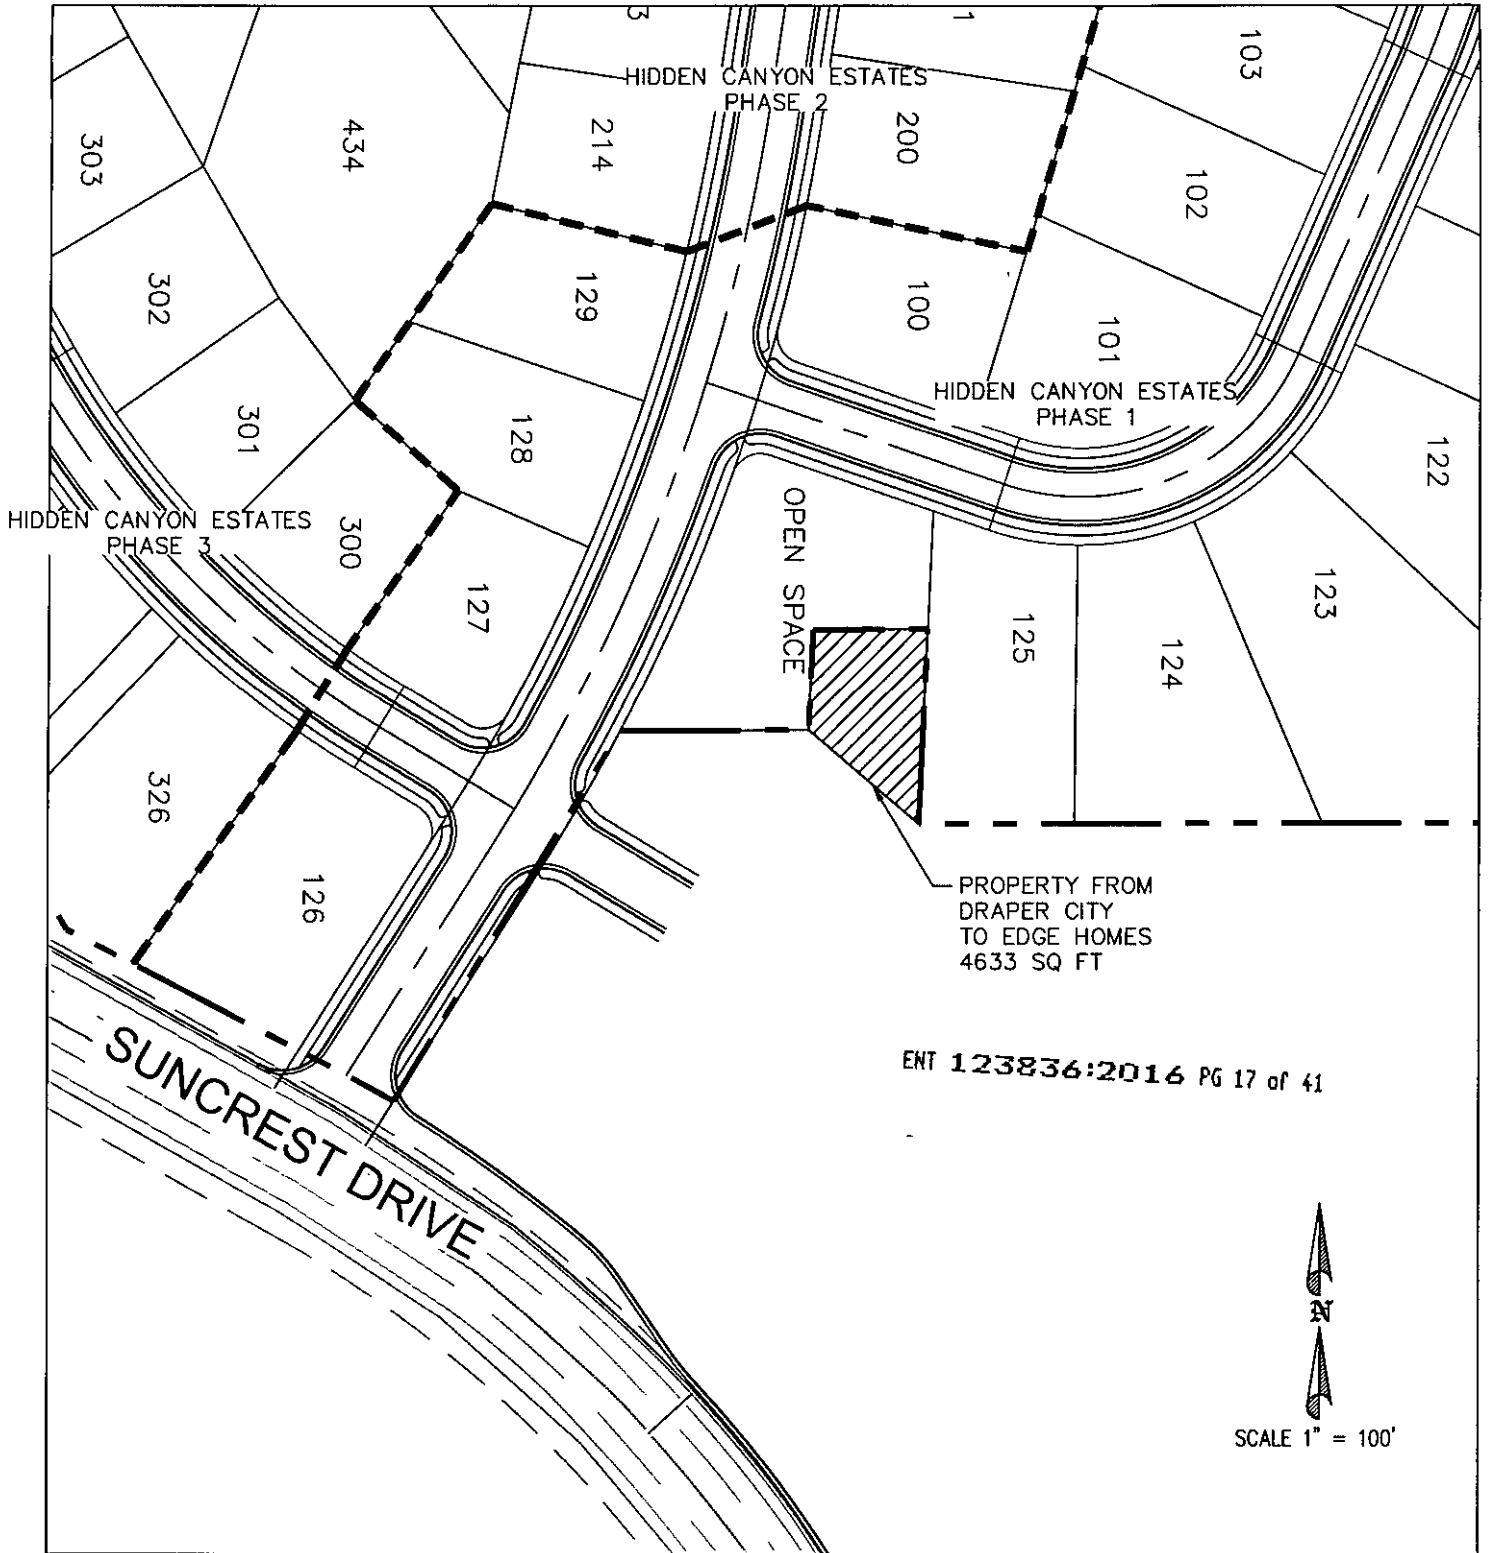 3
1
103
HIDDEN CANYON ESTATES
PHASE 2
434
214
200
303
102
302
129
100
101
HIDDEN CANYON ESTATES
PHASE 1
301
128
122
HIDDEN CANYON ESTATES
PHASE 3
300
OPEN SPACE
127
125
123
124
326
126
PROPERTY FROM
DRAPER CITY
TO EDGE HOMES
4633 SQ FT
SUNCREST DRIVE
ENT 123836:2016 PG 17 of 41
N
SCALE 1" = 100'